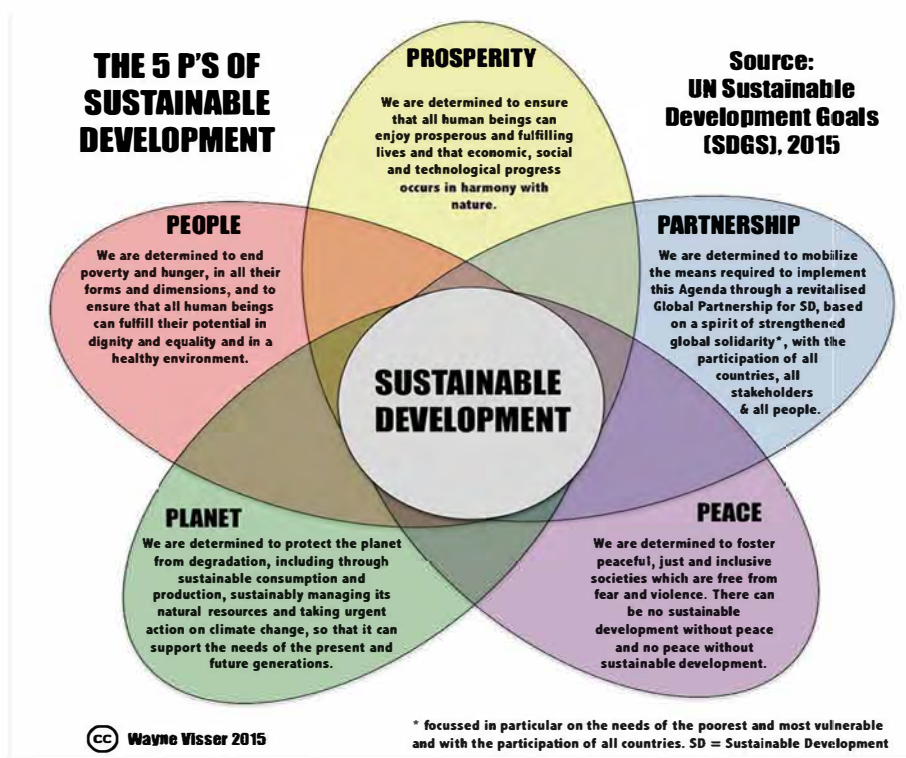 THE 5 P'S OF
SUSTAINABLE
DEVELOPMENT
PROSPERITY
We are determined to ensure
that all human beings can
enjoy prosperous and fulfilling
lives and that economic, social
and technological progress
occurs in harmony with
nature.
Source:
UN Sustainable
Development Goals
(SDGS), 2015
PEOPLE
We are determined to end
poverty and hunger, in all their
forms and dimensions, and to
ensure that all human beings
can fulfill their potential in
dignity and equality and in a
healthy environment.
PARTNERSHIP
We are determined to mobilize
the means required to implement
this Agenda through a revitalised
Global Partnership for SD, based
on a spirit of strengthened
global solidarity*, with the
participation of all
countries, all
stakeholders
& all people.
SUSTAINABLE
DEVELOPMENT
PLANET
We are determined to protect the planet
from degradation, including through
sustainable consumption and
production, sustainably managing its
natural resources and taking urgent
action on climate change, so that it can
support the needs of the present and
future generations.
PEACE
We are determined to foster
peaceful, just and inclusive
societies which are free from
fear and violence. There can
be no sustainable
development without peace
and no peace without
sustainable development.
cc Wayne Visser 2015
* focussed in particular on the needs of the poorest and most vulnerable
and with the participation of all countries. SD = Sustainable Development